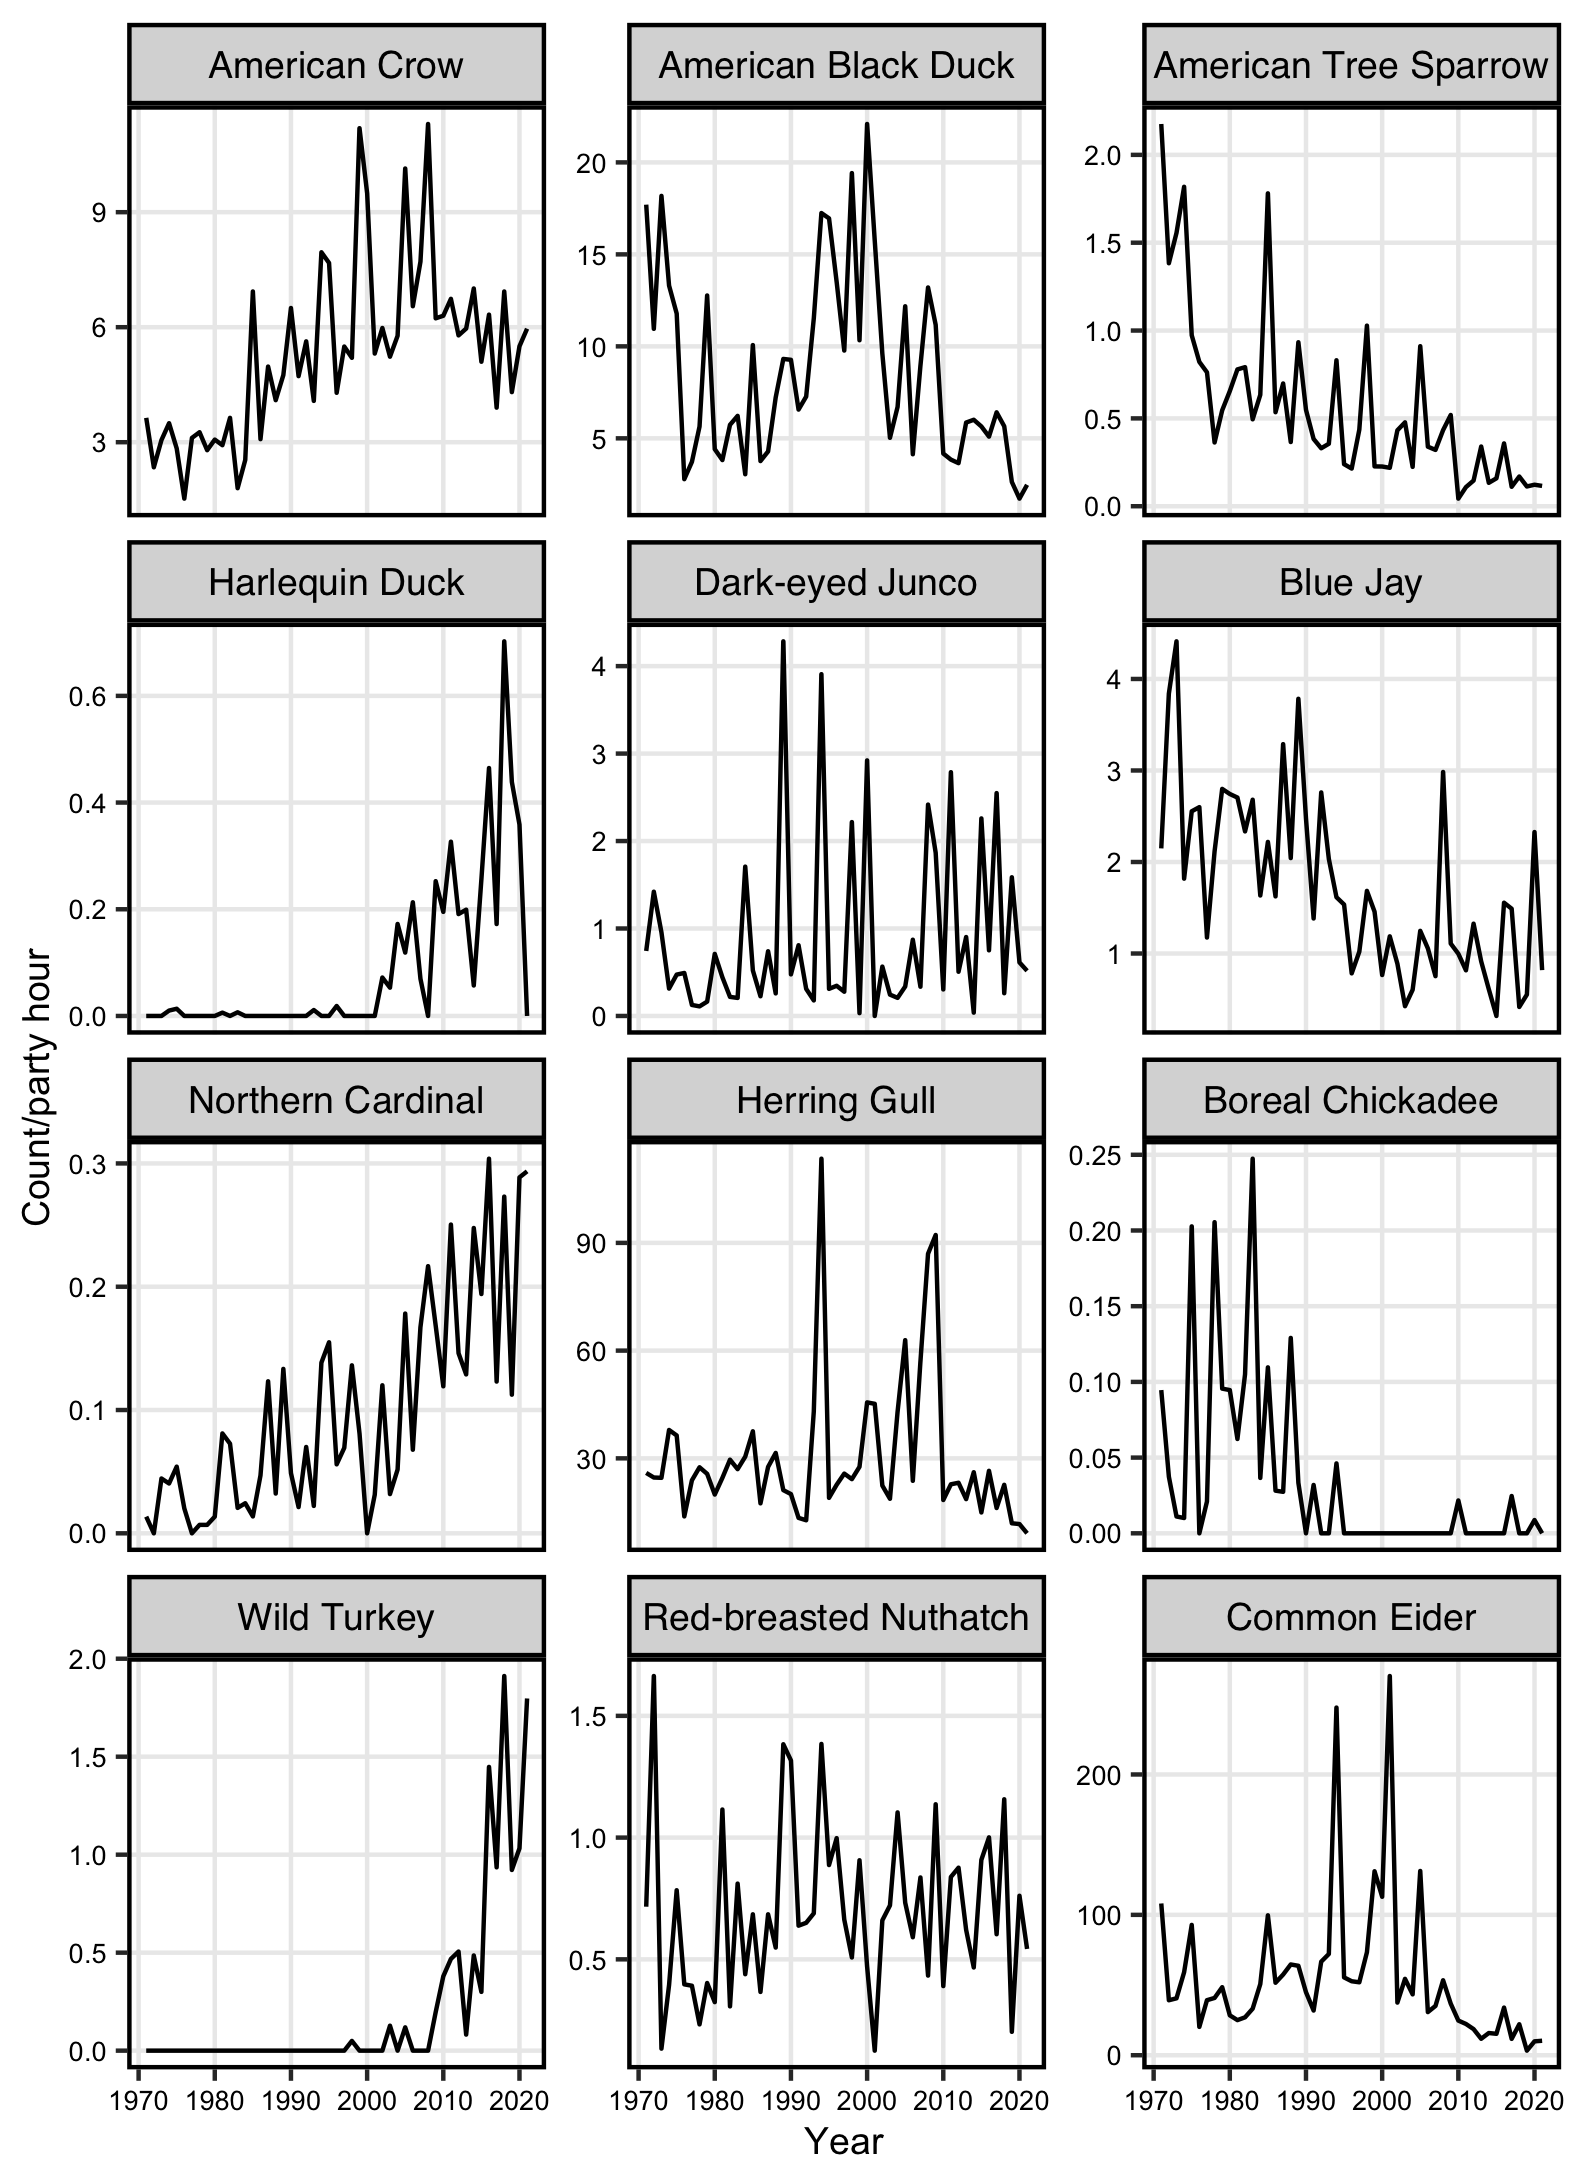 American Crow
American Black Duck
American Tree Sparrow
9
6
3
20
15
10
5
2.0
1.5
1.0
0.5
0.0
Harlequin Duck
Dark-eyed Junco
Blue Jay
0.6
0.4
0.2
0.0
4
3
2
1
0
4
3
2
1
Count/party hour
Northern Cardinal
Herring Gull
Boreal Chickadee
0.3
0.2
0.1
0.0
90
60
30
0.25
0.20
0.15
0.10
0.05
0.00
Wild Turkey
Red-breasted Nuthatch
Common Eider
2.0
1.5
1.0
0.5
0.0
1.5
1.0
0.5
200
100
0
1970 1980 1990 2000 2010 2020
1970 1980 1990 2000 2010 2020
1970 1980 1990 2000 2010 2020
Year